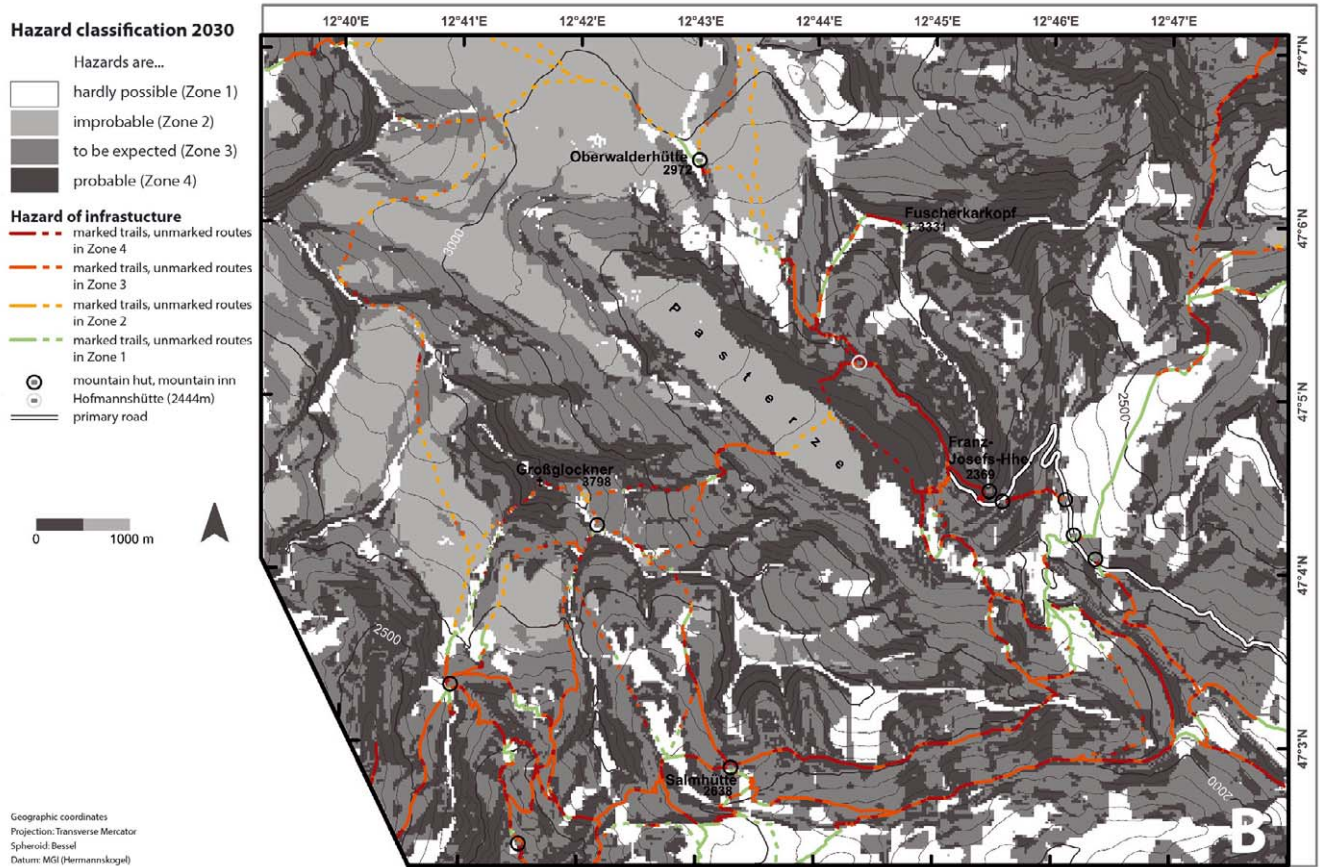 Hazard classification 2030
Hazards are...
hardly possible (Zone 1)
improbable (Zone 2)
to be expected (Zone 3)
probable (Zone 4)
Hazard of infrastucture
marked trails, unmarked routes
in Zone 4
marked trails, unmarked routes
in Zone 3
marked trails, unmarked routes
in Zone 2
marked trails, unmarked routes
in Zone 1
mountain hut, mountain inn
Hofmannshütte (2444m)
primary road
0 1000 m
Geographic coordinates
Projection: Transverse Mercator
Spheroid: Bessel
Datum: MGI (Hermannskogel)
12°40'E 12°41'E 12°42'E 12°43'E 12°44'E 12°45'E 12°46'E 12°47'E
47°7'N
47°6'N
47°5'N
47°4'N
47°3'N
Oberwalderhütte
2972
Fuscherkarkopf
3331
3000
Pasterze
2500
Franz-
Josefs-Hhe
2369
Großglockner
3798
2500
Salmhütte
2638
2000
B